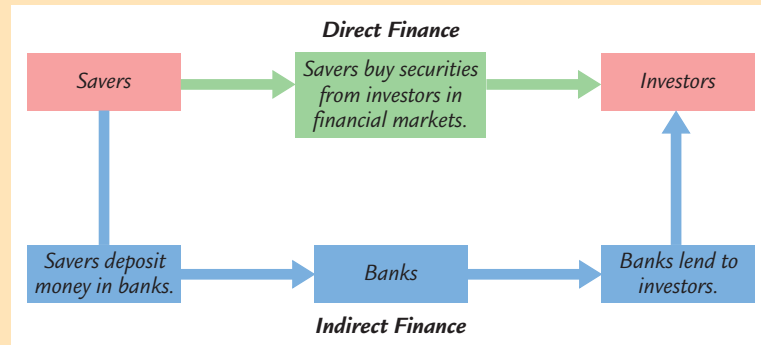 Direct Finance
Savers
Savers buy securities
from investors in
financial markets.
Investors
Savers deposit
money in banks.
Banks
Banks lend to
investors.
Indirect Finance